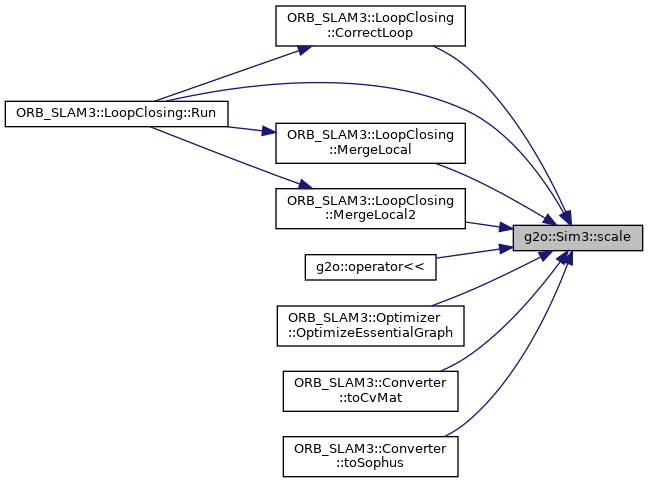 ORB_SLAM3::LoopClosing
::CorrectLoop
ORB_SLAM3::LoopClosing::Run
ORB_SLAM3::LoopClosing
::MergeLocal
ORB_SLAM3::LoopClosing
::MergeLocal2
g2o::Sim3::scale
g2o::operator<<
ORB_SLAM3::Optimizer
::OptimizeEssentialGraph
ORB_SLAM3::Converter
::toCvMat
ORB_SLAM3::Converter
::toSophus